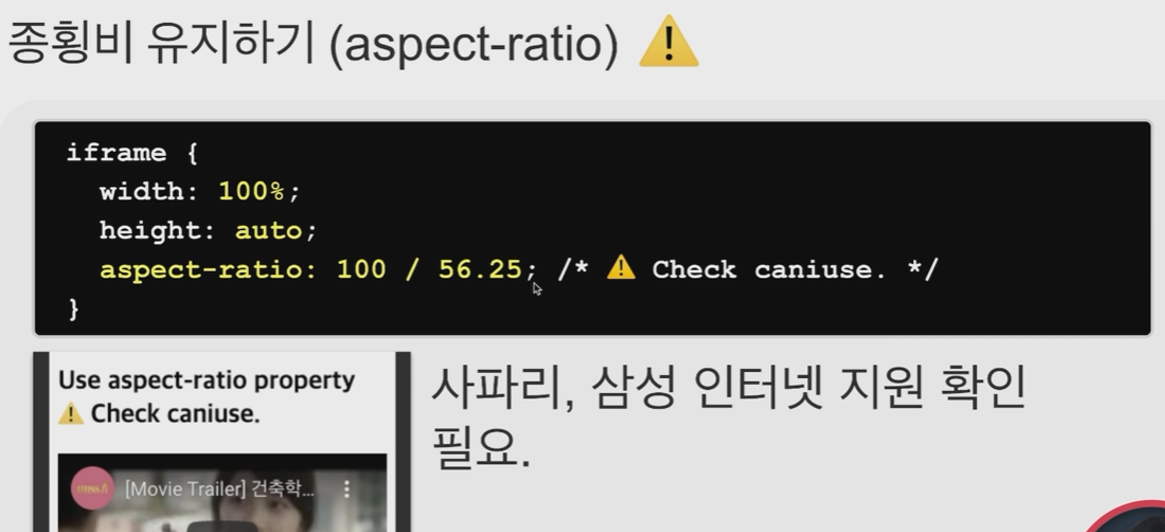 종횡비 유지하기 (aspect-ratio) ⚠️
iframe {
width: 100%;
height: auto;
aspect-ratio: 100 / 56.25; /* ⚠️ Check caniuse. */
}
Use aspect-ratio property
⚠️ Check caniuse.
[Movie Trailer] 건축학...
사파리, 삼성 인터넷 지원 확인
필요.